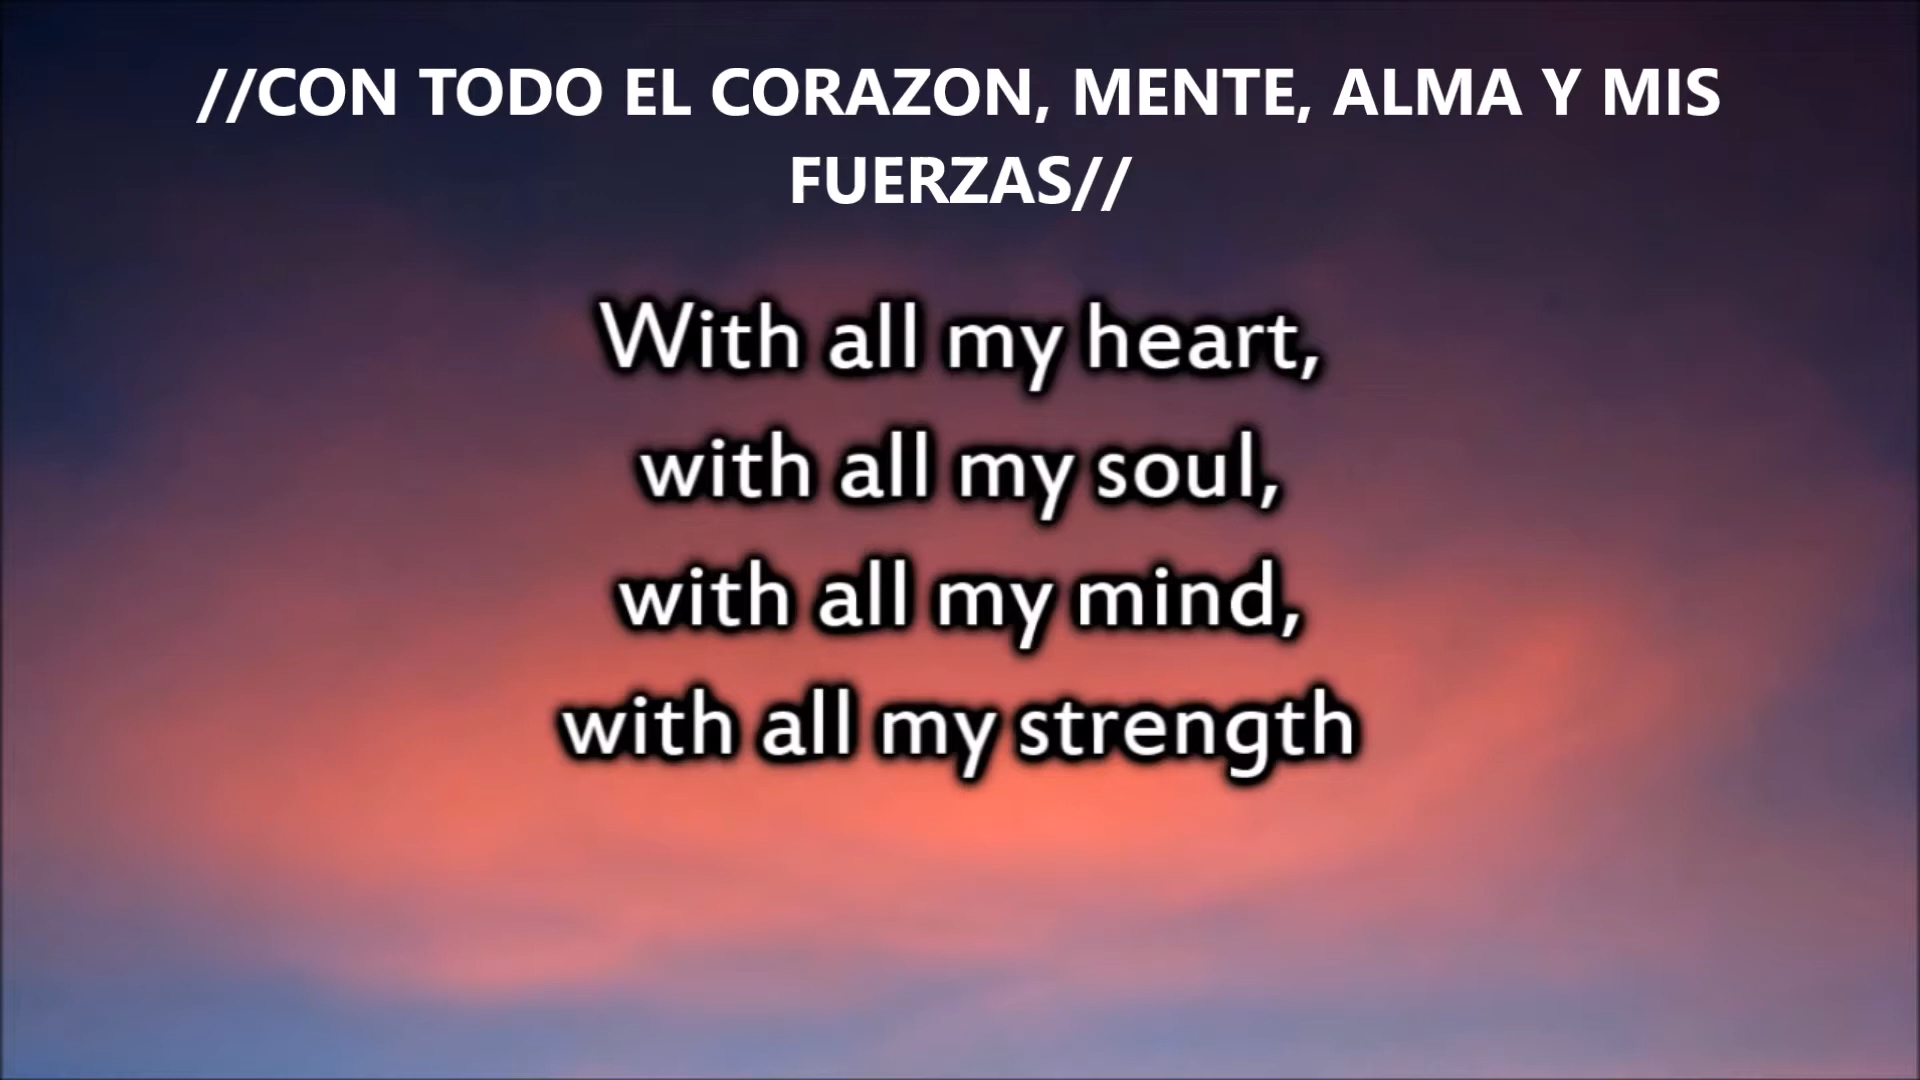 //CON TODO EL CORAZON, MENTE, ALMA Y MIS
FUERZAS//
With all my heart,
with all my soul,
with all my mind,
with all my strength